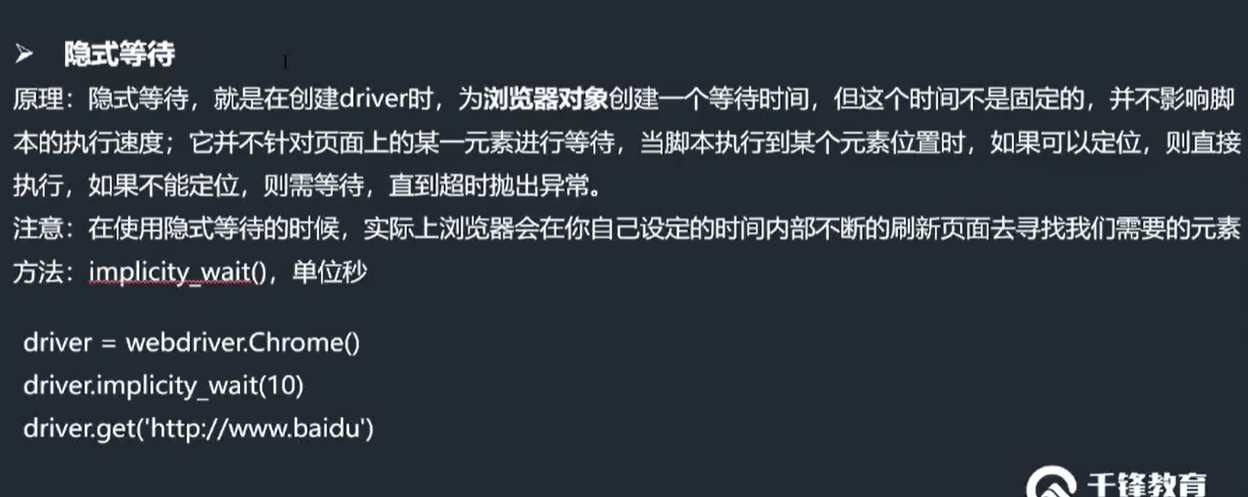 ➢ 隐式等待
原理：隐式等待，就是在创建driver时，为浏览器对象创建一个等待时间，但这个时间不是固定的，并不影响脚
本的执行速度；它并不针对页面上的某一元素进行等待，当脚本执行到某个元素位置时，如果可以定位，则直接
执行，如果不能定位，则需等待，直到超时抛出异常。
注意：在使用隐式等待的时候，实际上浏览器会在你自己设定的时间内部不断的刷新页面去寻找我们需要的元素
方法：implicity_wait()，单位秒
driver = webdriver.Chrome()
driver.implicity_wait(10)
driver.get('http://www.baidu')
千锋教育